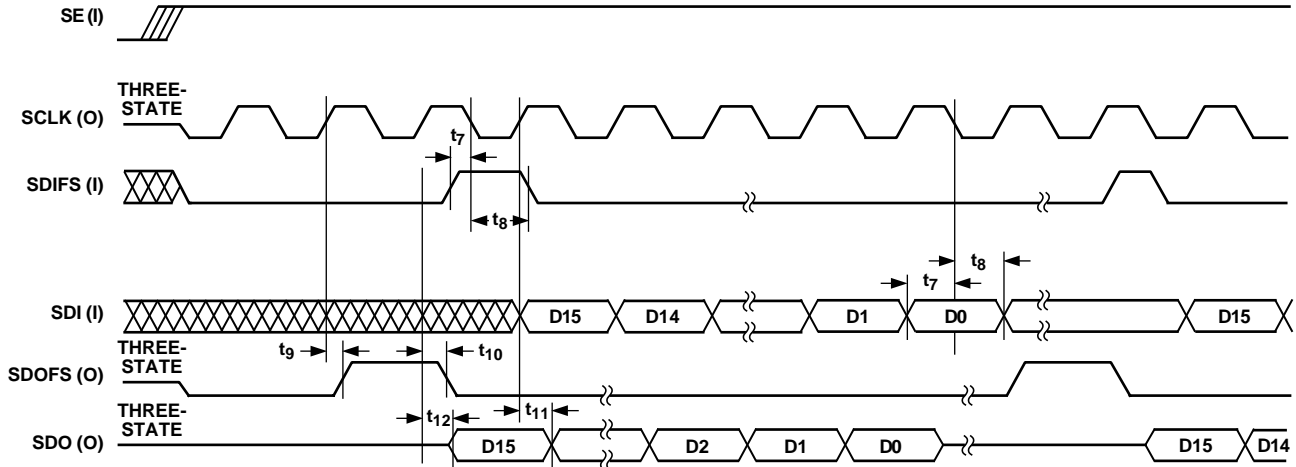 SE (I)
THREE-
STATE
SCLK (O)
t7
SDIFS (I)
t8
t8
t7
SDI (I)
D15
D14
D1
D0
D15
THREE-
STATE
t9
t10
SDOFS (O)
THREE-
STATE
t12
t11
SDO (O)
D15
D2
D1
D0
D15
D14